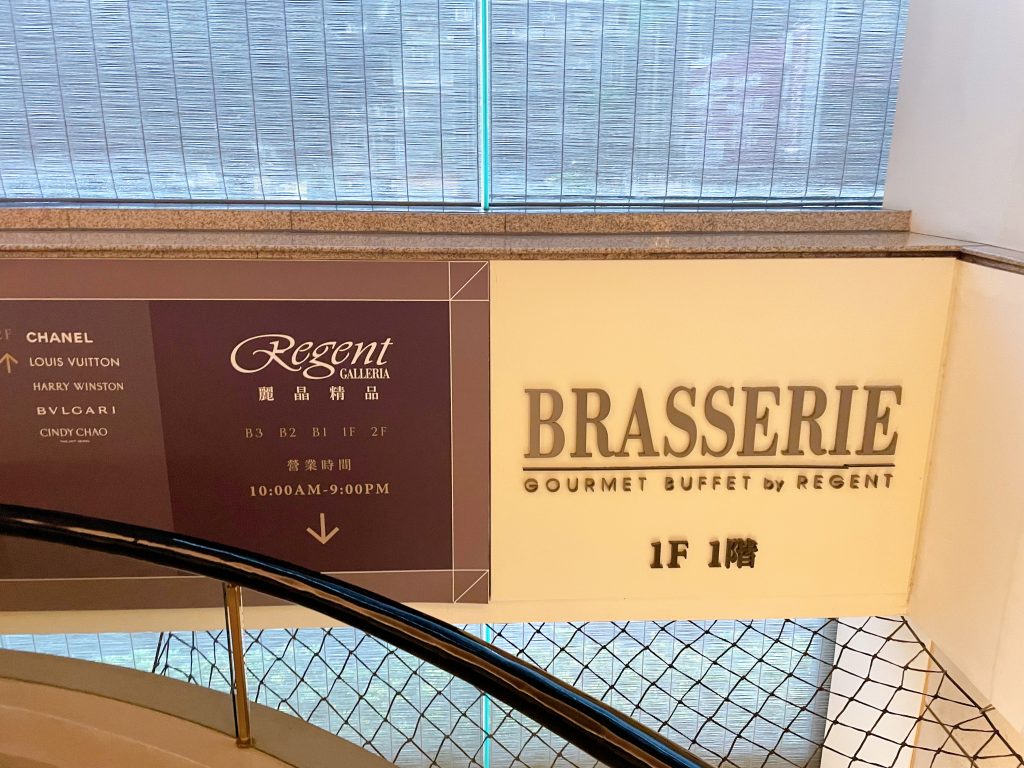 2F
CHANEL
LOUIS VUITTON
HARRY WINSTON
BVLGARI
CINDY CHAO
Regent
GALLERIA
麗晶精品
B3 B2 B1 1F 2F
營業時間
10:00AM-9:00PM
BRASSERIE
GOURMET BUFFET by REGENT
1F 1階